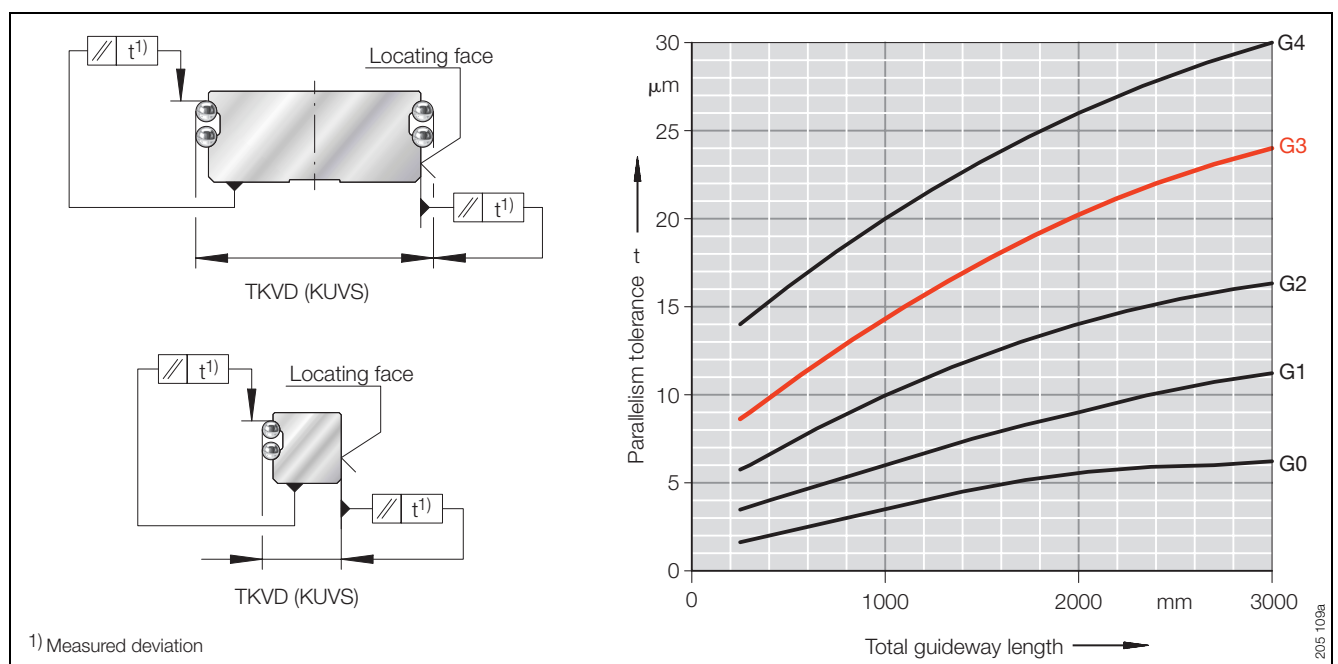 // t1)
Locating face
// t1)
TKVD (KUVS)
// t1)
Locating face
// t1)
TKVD (KUVS)
1) Measured deviation
30
μm
25
20
15
10
5
0
Parallelism tolerance t
G4
G3
G2
G1
G0
0
1000
2000
mm
3000
Total guideway length
205 109a